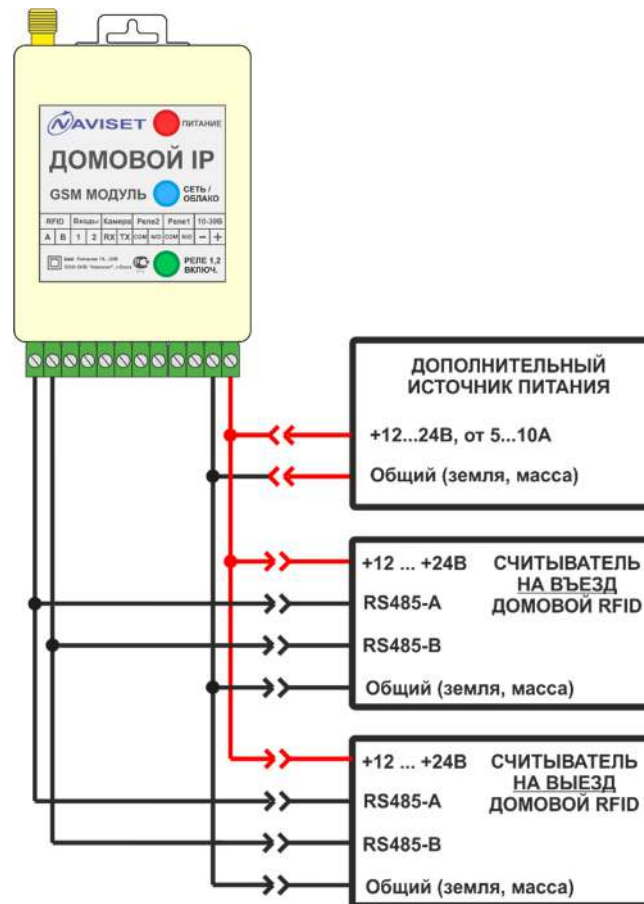 NAVISET ПИТАНИЕ
ДОМОВОЙ IP
GSM МОДУЛЬ СЕТЬ /
ОБЛАКО
RFID Входы Камера Реле2 Реле1 10-30В
A B 1 2 RX TX COM N/O COM N/O − +
РЕЛЕ 1,2
ВКЛЮЧ.
ДОПОЛНИТЕЛЬНЫЙ
ИСТОЧНИК ПИТАНИЯ
+12...24В, от 5...10А
Общий (земля, масса)
+12 ... +24В СЧИТЫВАТЕЛЬ
НА ВЪЕЗД
RS485-A ДОМОВОЙ RFID
RS485-B
Общий (земля, масса)
+12 ... +24В СЧИТЫВАТЕЛЬ
НА ВЫЕЗД
RS485-A ДОМОВОЙ RFID
RS485-B
Общий (земля, масса)